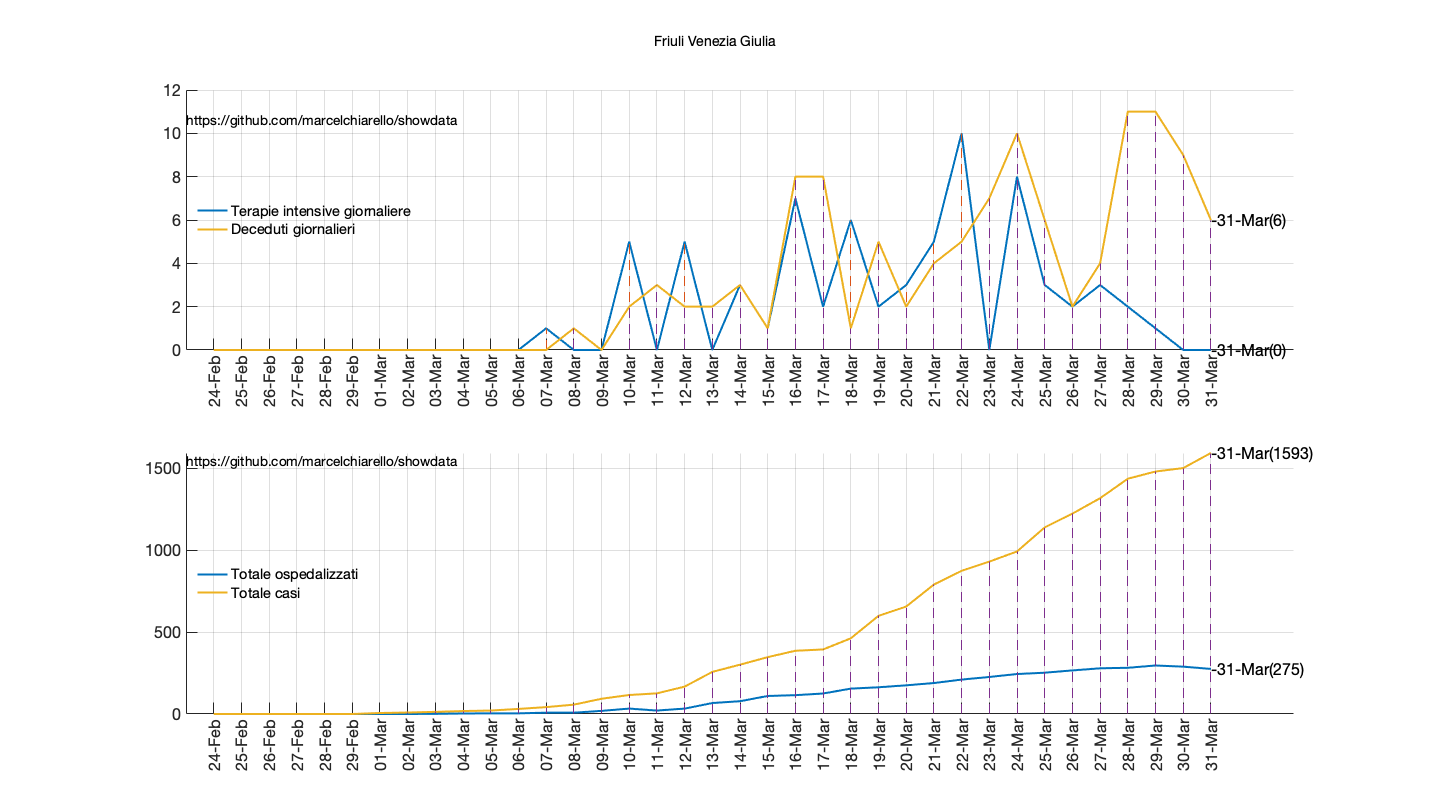 Friuli Venezia Giulia
12
https://github.com/marcelchiarello/showdata
10
8
Terapie intensive giornaliere
6
-31-Mar(6)
Deceduti giornalieri
4
2
0
-31-Mar(0)
24-Feb 25-Feb 26-Feb 27-Feb 28-Feb 29-Feb 01-Mar 02-Mar 03-Mar 04-Mar 05-Mar 06-Mar 07-Mar 08-Mar 09-Mar 10-Mar 11-Mar 12-Mar 13-Mar 14-Mar 15-Mar 16-Mar 17-Mar 18-Mar 19-Mar 20-Mar 21-Mar 22-Mar 23-Mar 24-Mar 25-Mar 26-Mar 27-Mar 28-Mar 29-Mar 30-Mar 31-Mar
-31-Mar(1593)
https://github.com/marcelchiarello/showdata
1500
1000
Totale ospedalizzati
Totale casi
500
-31-Mar(275)
0
24-Feb 25-Feb 26-Feb 27-Feb 28-Feb 29-Feb 01-Mar 02-Mar 03-Mar 04-Mar 05-Mar 06-Mar 07-Mar 08-Mar 09-Mar 10-Mar 11-Mar 12-Mar 13-Mar 14-Mar 15-Mar 16-Mar 17-Mar 18-Mar 19-Mar 20-Mar 21-Mar 22-Mar 23-Mar 24-Mar 25-Mar 26-Mar 27-Mar 28-Mar 29-Mar 30-Mar 31-Mar